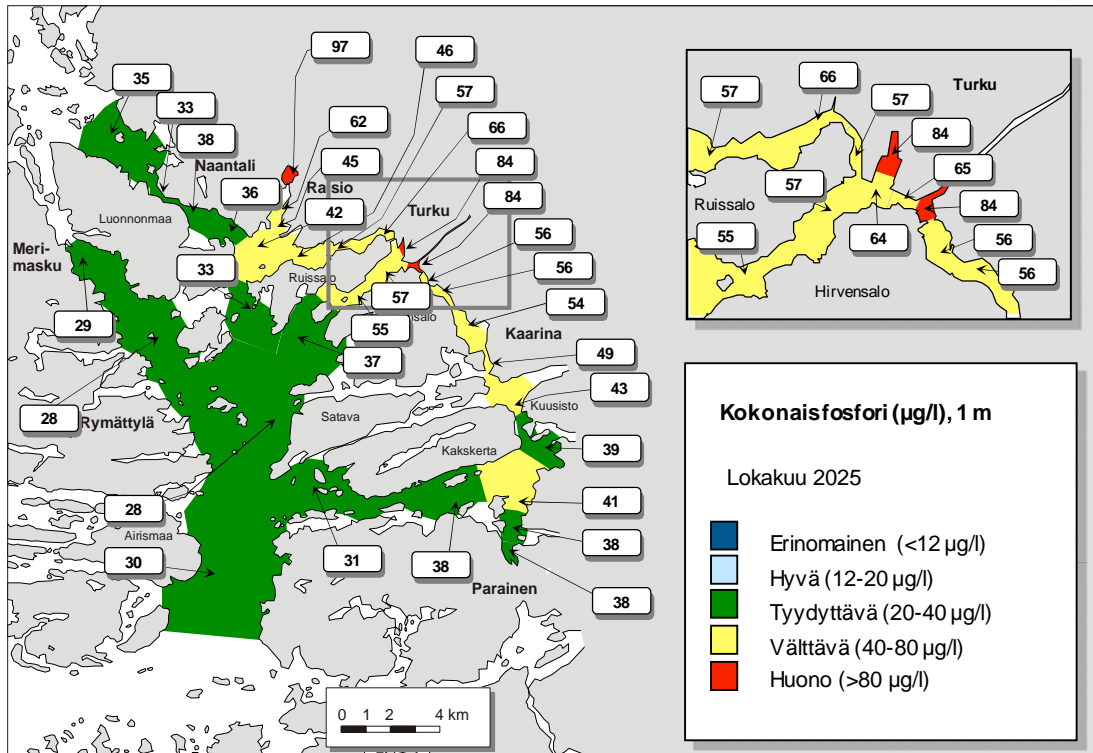 97
46
35
57
33
62
66
38
Naantali
45
84
Raisio
36
42
84
Turku
Luonnonmaa
56
Meri-
masku
33
Ruissalo
56
57
54
29
55
Kaarina
37
49
28
43
Rymättylä
Satava
Kuusisto
39
Kakskerta
28
41
Airismaa
30
31
38
38
Parainen
38
0 1 2 4 km
66
57
57
Turku
84
57
65
Ruissalo
84
55
64
56
56
Hirvensalo
Kokonaisfosfori (µg/l), 1 m
Lokakuu 2025
Erinomainen (<12 µg/l)
Hyvä (12-20 µg/l)
Tyydyttävä (20-40 µg/l)
Välttävä (40-80 µg/l)
Huono (>80 µg/l)